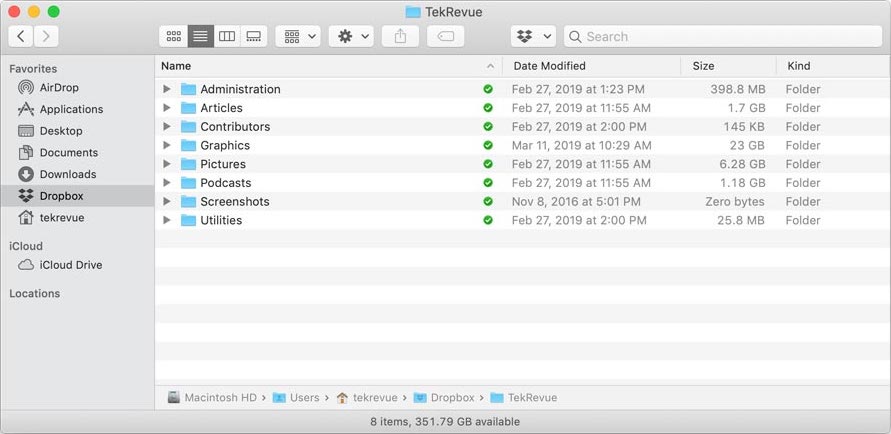 TekRevue
Search
Favorites
AirDrop
Applications
Desktop
Documents
Downloads
Dropbox
tekrevue
iCloud
iCloud Drive
Locations
Name Date Modified Size Kind
Administration Feb 27, 2019 at 1:23 PM 398.8 MB Folder
Articles Feb 27, 2019 at 11:55 AM 1.7 GB Folder
Contributors Feb 27, 2019 at 2:00 PM 145 KB Folder
Graphics Mar 11, 2019 at 10:29 AM 23 GB Folder
Pictures Feb 27, 2019 at 11:55 AM 6.28 GB Folder
Podcasts Feb 27, 2019 at 11:55 AM 1.18 GB Folder
Screenshots Nov 8, 2016 at 5:01 PM Zero bytes Folder
Utilities Feb 27, 2019 at 2:00 PM 25.8 MB Folder
Macintosh HD › Users › tekrevue › Dropbox › TekRevue
8 items, 351.79 GB available